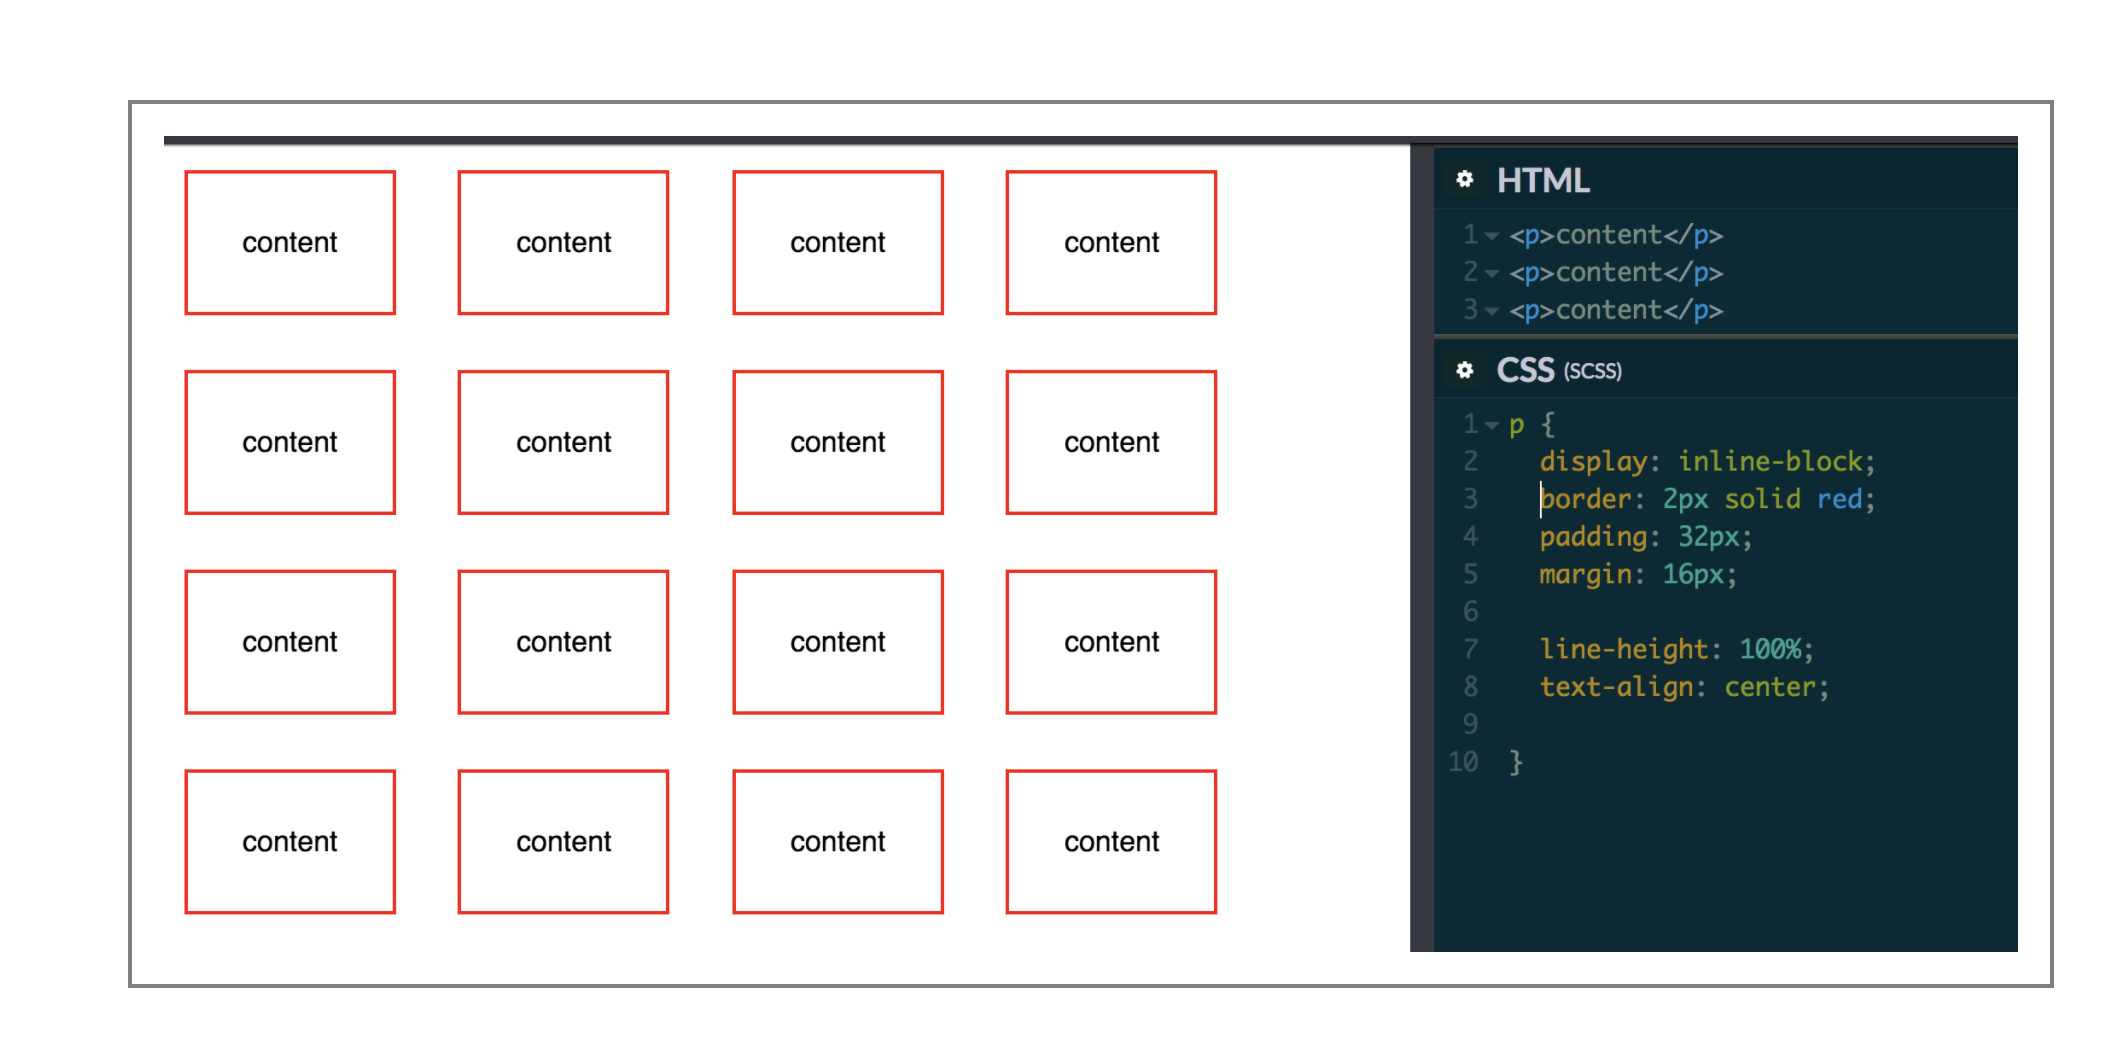 content content content content
content content content content
content content content content
content content content content
HTML
1 <p>content</p>
2 <p>content</p>
3 <p>content</p>
CSS (SCSS)
1 p {
2 display: inline-block;
3 border: 2px solid red;
4 padding: 32px;
5 margin: 16px;
6
7 line-height: 100%;
8 text-align: center;
9
10 }